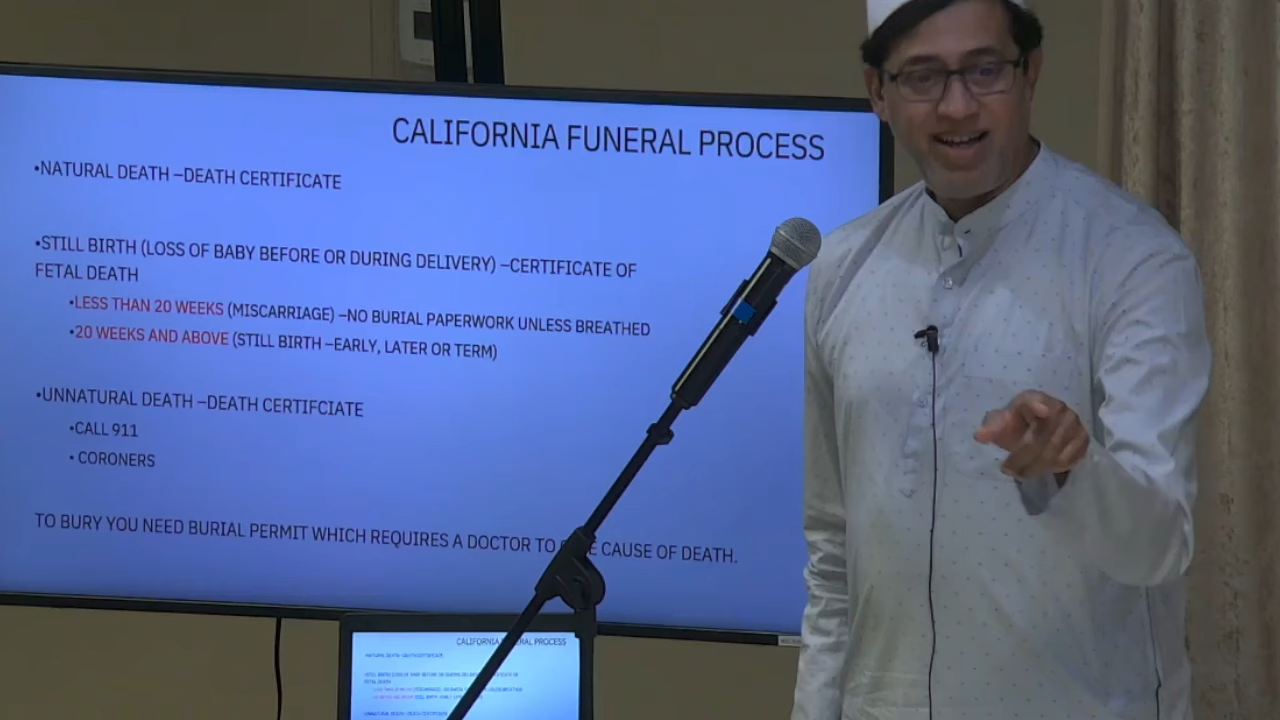 CALIFORNIA FUNERAL PROCESS
•NATURAL DEATH –DEATH CERTIFICATE
•STILL BIRTH (LOSS OF BABY BEFORE OR DURING DELIVERY) –CERTIFICATE OF
FETAL DEATH
•LESS THAN 20 WEEKS (MISCARRIAGE) –NO BURIAL PAPERWORK UNLESS BREATHED
•20 WEEKS AND ABOVE (STILL BIRTH –EARLY, LATER OR TERM)
•UNNATURAL DEATH –DEATH CERTIFCIATE
•CALL 911
• CORONERS
TO BURY YOU NEED BURIAL PERMIT WHICH REQUIRES A DOCTOR TO CAUSE OF DEATH.
CALIFORNIA PROCESS